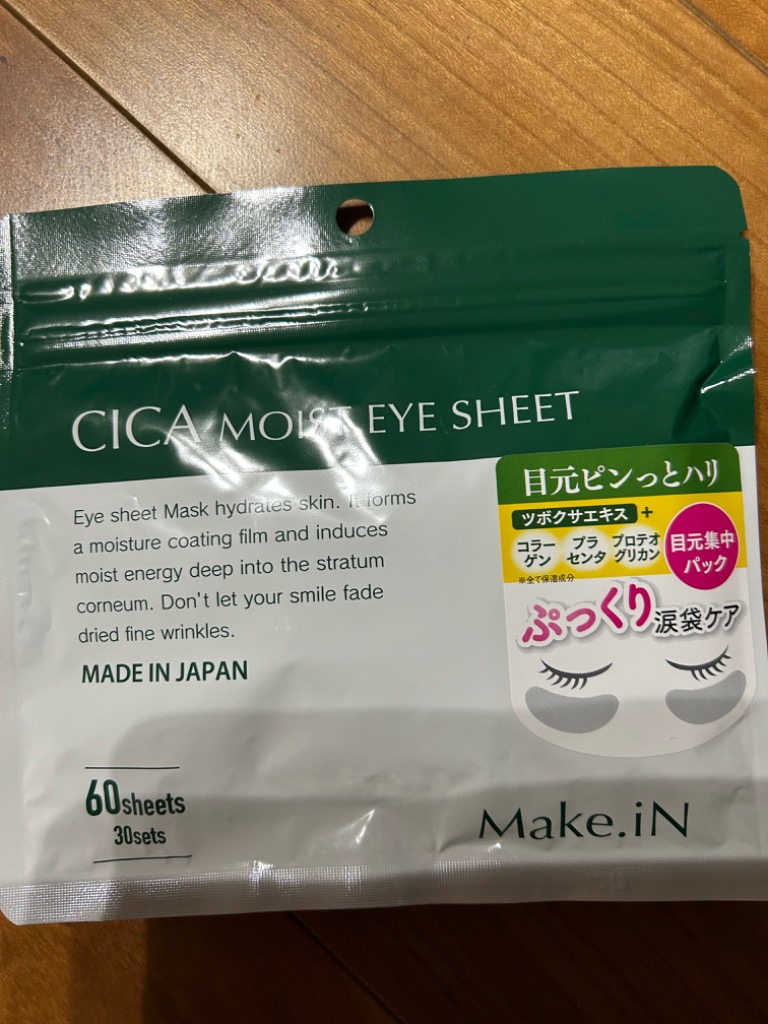 CICA MOIST EYE SHEET
Eye sheet Mask hydrates skin. It forms
a moisture coating film and induces
moist energy deep into the stratum
corneum. Don't let your smile fade
dried fine wrinkles.
MADE IN JAPAN
60sheets
30sets
目元ピンっとハリ
ツボクサエキス+
コラーゲン プラセンタ プロテオグリカン
※全て保湿成分
目元集中
パック
ぷっくり涙袋ケア
Make.iN